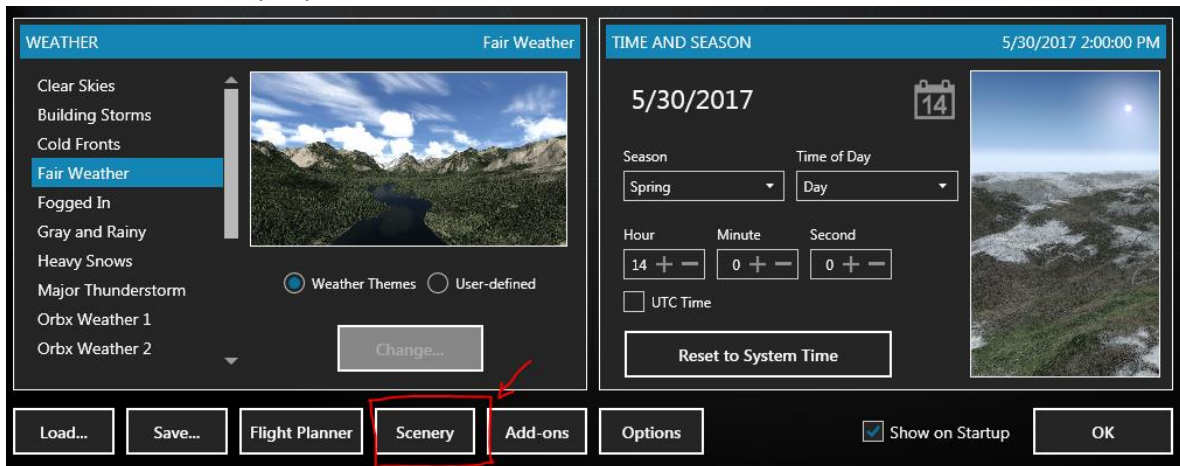 WEATHER Fair Weather
Clear Skies
Building Storms
Cold Fronts
Fair Weather
Fogged In
Gray and Rainy
Heavy Snows
Major Thunderstorm
Orbx Weather 1
Orbx Weather 2
Weather Themes User-defined
Change...
TIME AND SEASON 5/30/2017 2:00:00 PM
5/30/2017 14
Season Time of Day
Spring Day
Hour Minute Second
14 + − 0 + − 0 + −
UTC Time
Reset to System Time
Load... Save... Flight Planner Scenery Add-ons Options Show on Startup OK